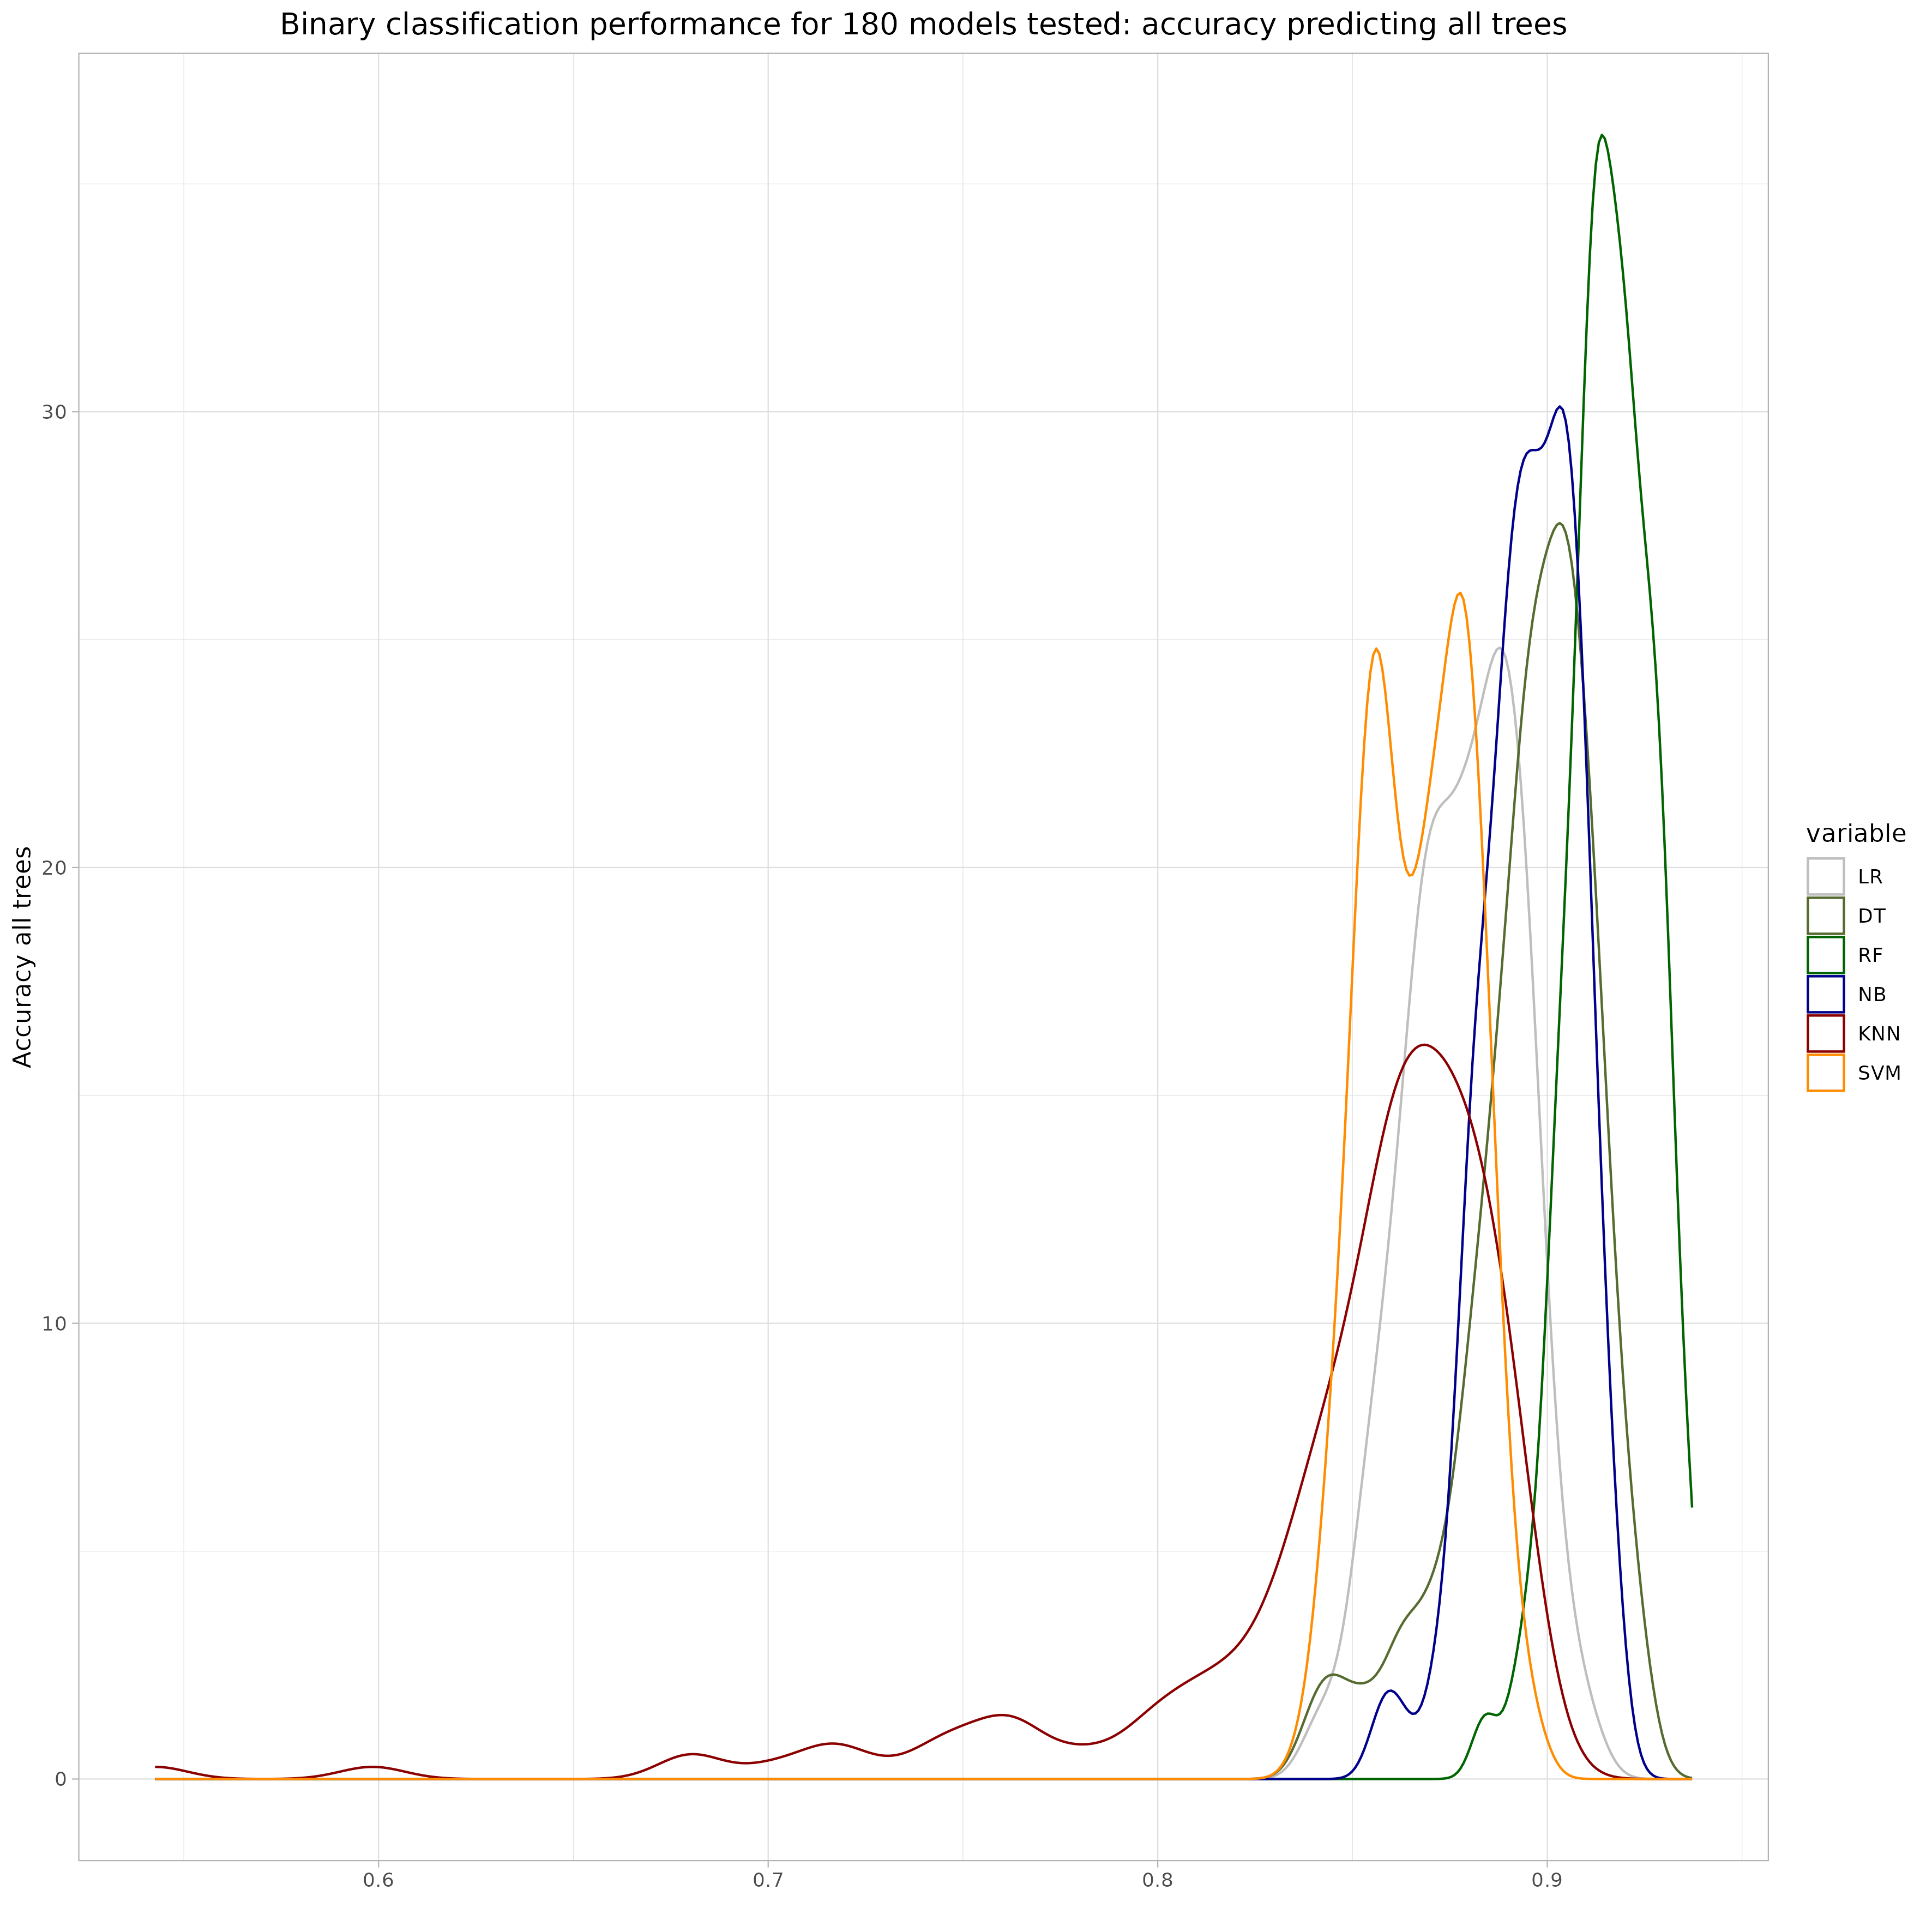 Binary classification performance for 180 models tested: accuracy predicting all trees
Accuracy all trees
30
20
10
0
0.6
0.7
0.8
0.9
variable
LR
DT
RF
NB
KNN
SVM